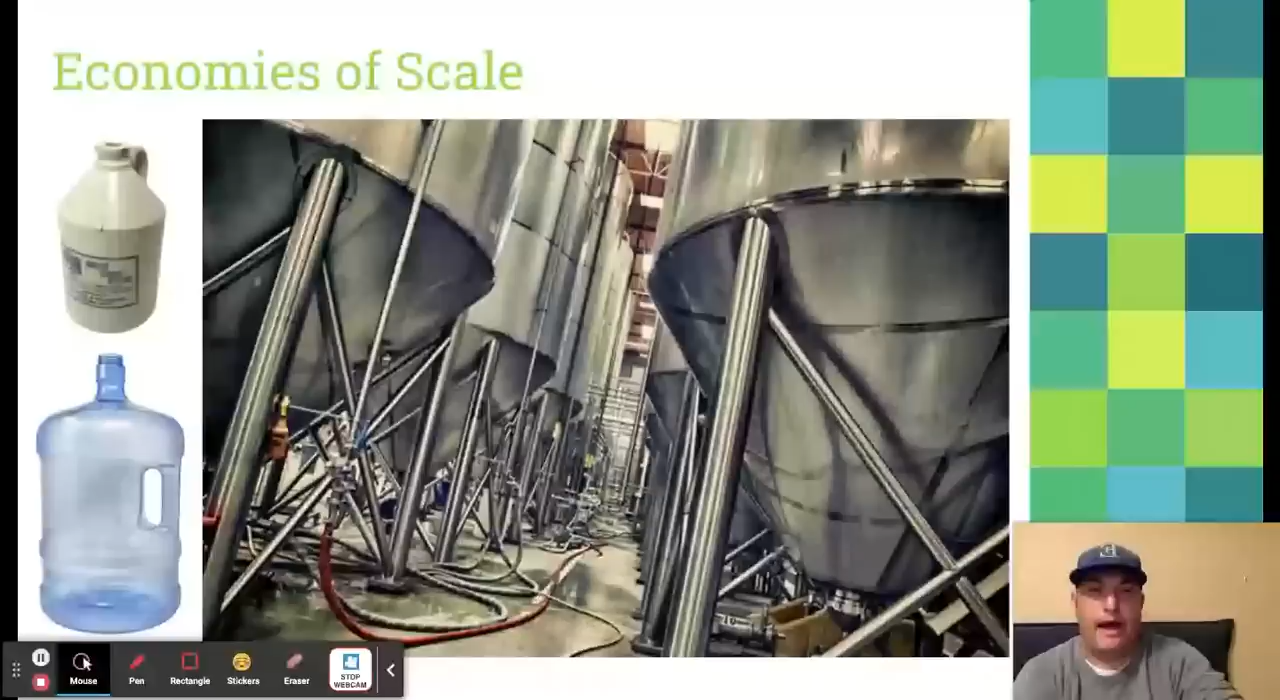 Economies of Scale
Mouse
Pen
Rectangle
Stickers
Eraser
STOP
WEBCAM